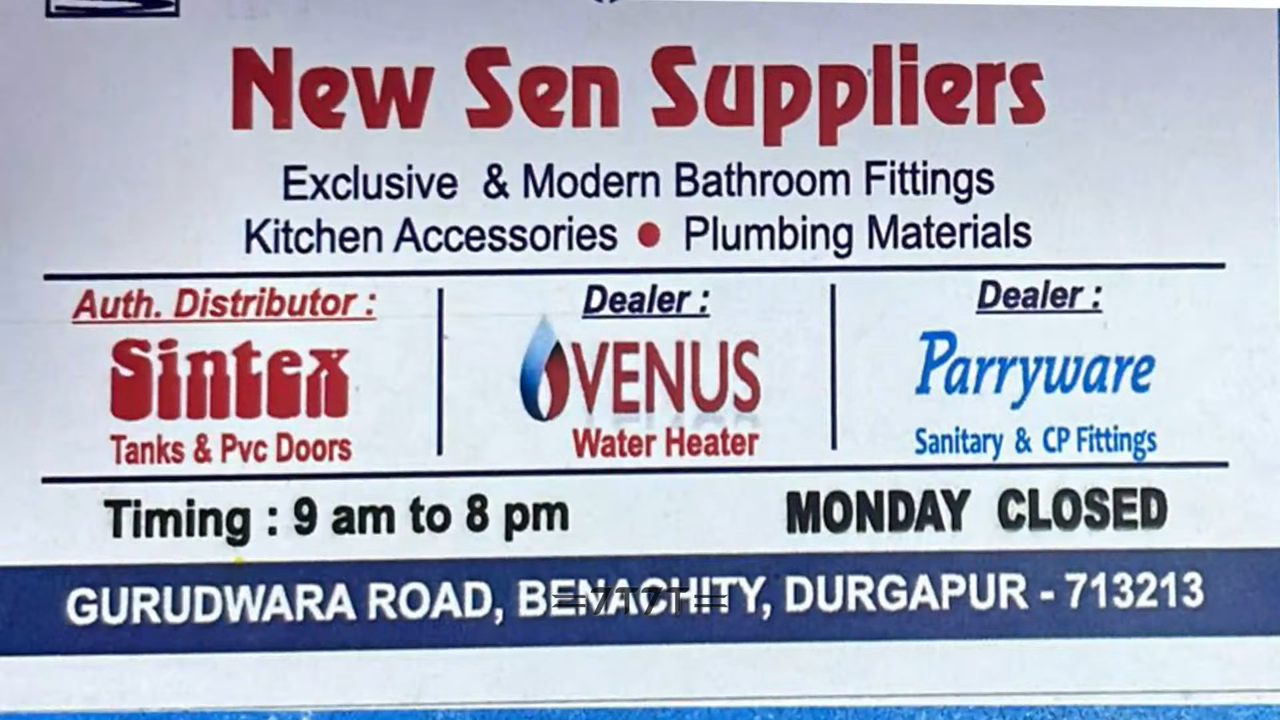 New Sen Suppliers
Exclusive & Modern Bathroom Fittings
Kitchen Accessories • Plumbing Materials
Auth. Distributor :
Sintex
Tanks & Pvc Doors
Dealer :
VENUS
Water Heater
Dealer :
Parryware
Sanitary & CP Fittings
Timing : 9 am to 8 pm
MONDAY CLOSED
GURUDWARA ROAD, BENACHITY, DURGAPUR - 713213